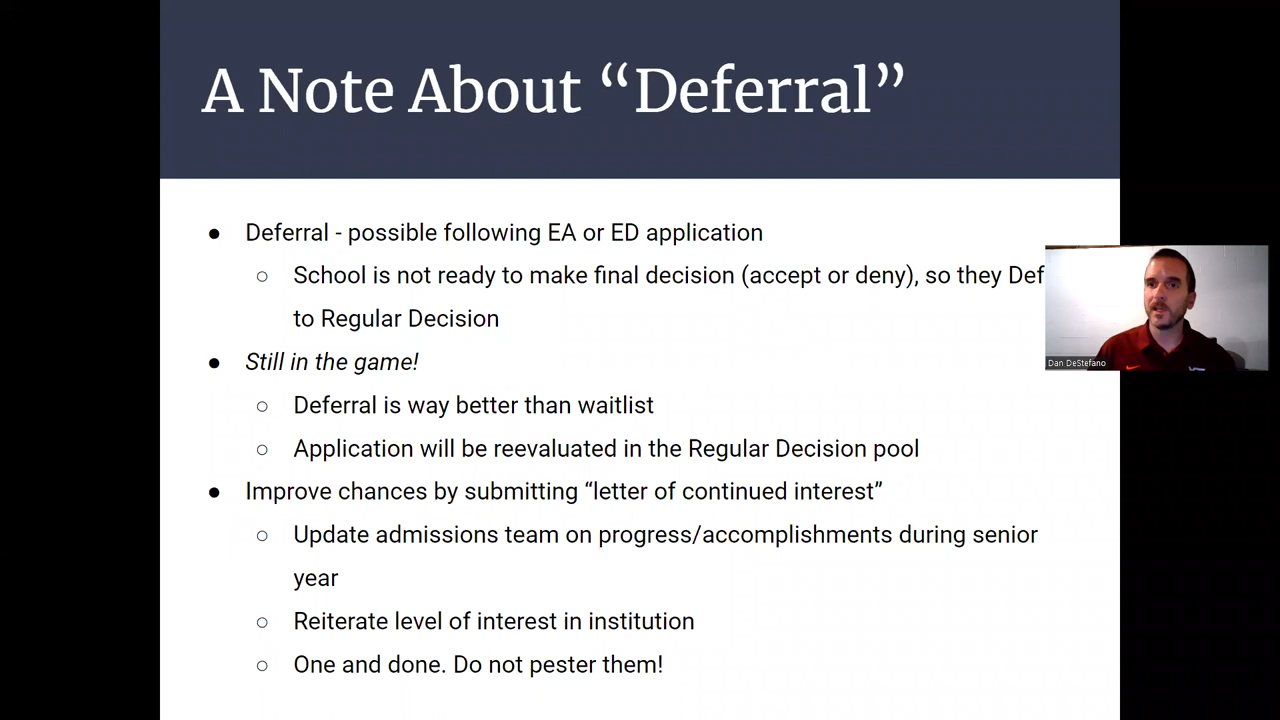 A Note About “Deferral”
● Deferral - possible following EA or ED application
○ School is not ready to make final decision (accept or deny), so they Def
to Regular Decision
● Still in the game!
○ Deferral is way better than waitlist
○ Application will be reevaluated in the Regular Decision pool
● Improve chances by submitting “letter of continued interest”
○ Update admissions team on progress/accomplishments during senior
year
○ Reiterate level of interest in institution
○ One and done. Do not pester them!
Dan DeStefano